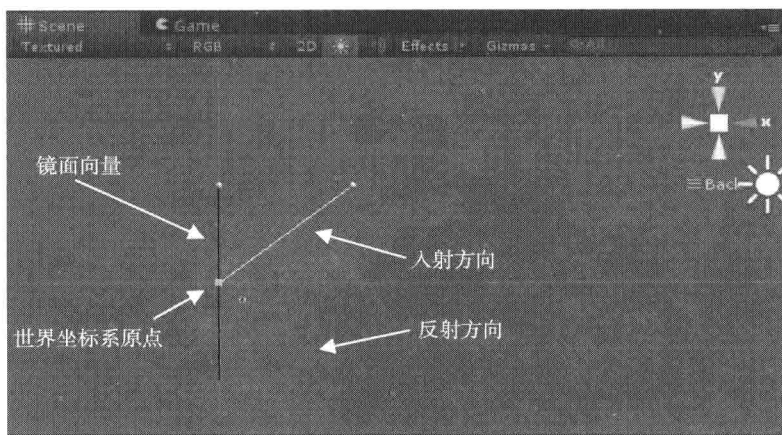 Scene
Game
Textured
RGB
2D
Effects
Gizmos
All
y
x
Back
镜面向量
入射方向
世界坐标系原点
反射方向